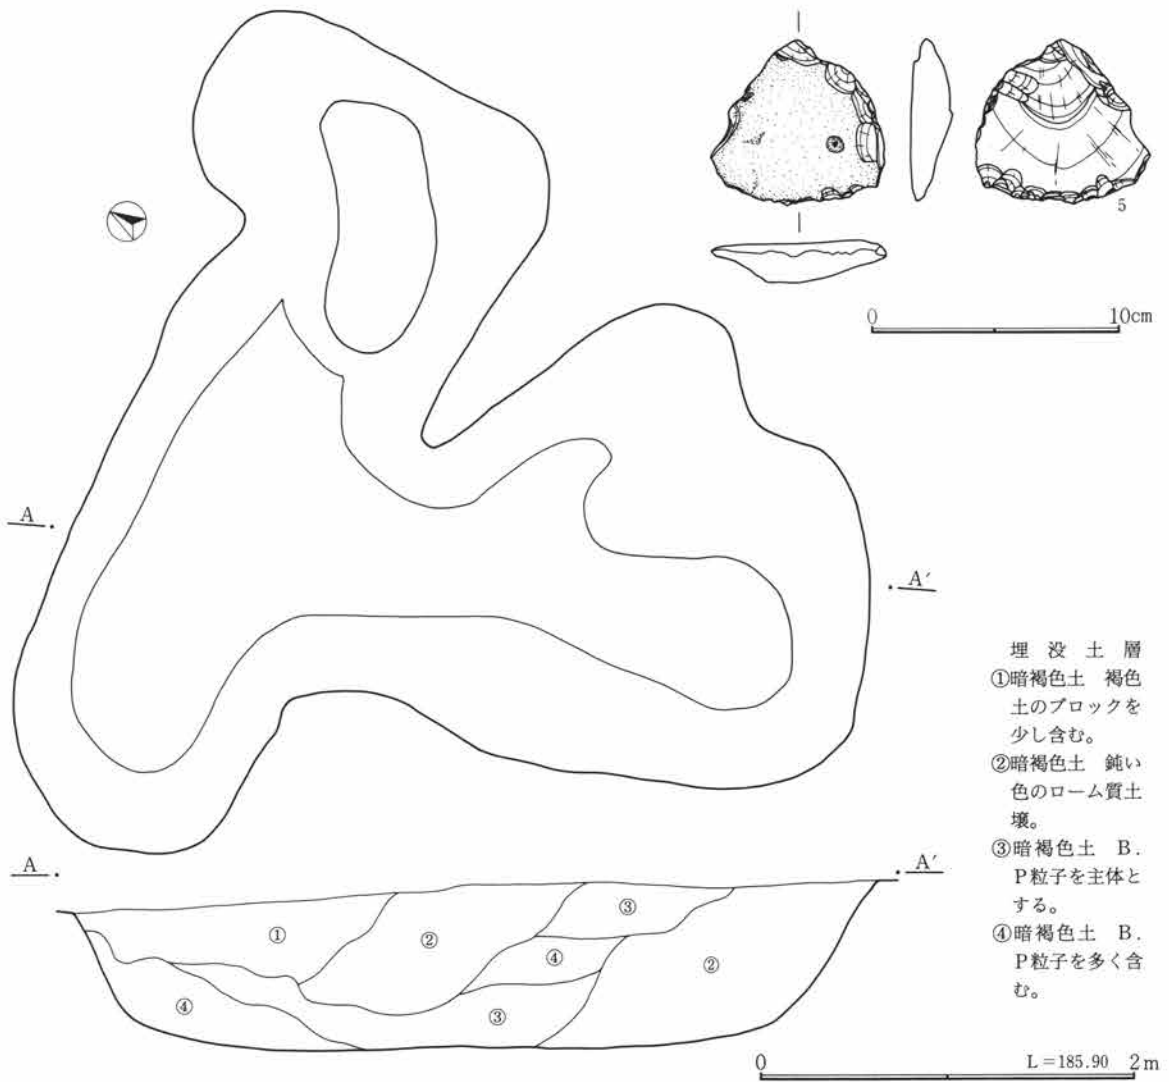 5
0 10cm
A
A′
埋没土層
①暗褐色土 褐色
土のブロックを
少し含む。
②暗褐色土 鈍い
色のローム質土
壌。
③暗褐色土 B.
P粒子を主体と
する。
④暗褐色土 B.
P粒子を多く含
む。
A
A′
①
②
③
④
②
④
③
0 L=185.90 2m